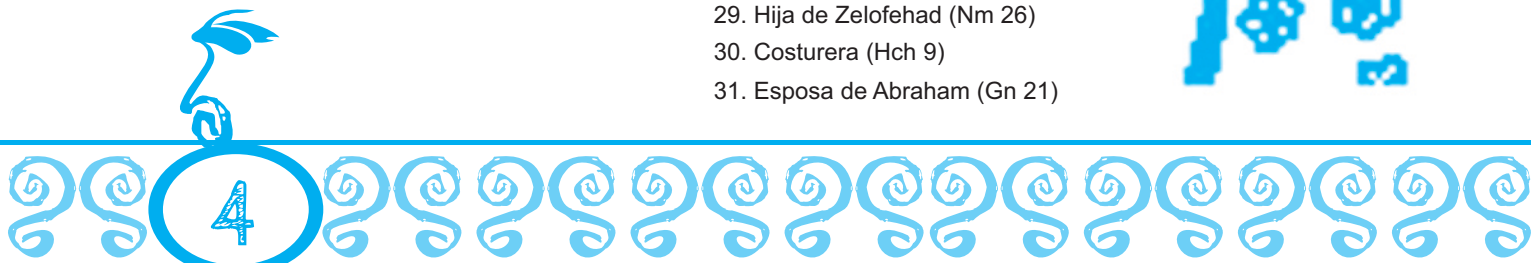 29. Hija de Zelofehad (Nm 26)
30. Costurera (Hch 9)
31. Esposa de Abraham (Gn 21)
4